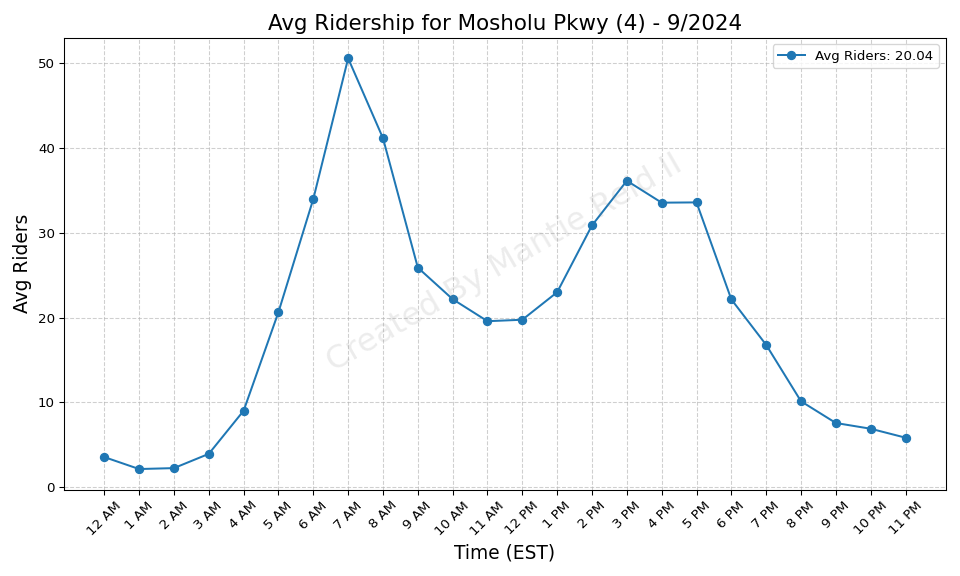 Avg Ridership for Mosholu Pkwy (4) - 9/2024
Avg Riders: 20.04
50
40
30
20
10
0
Avg Riders
Created By Mantie Reid II
12 AM
1 AM
2 AM
3 AM
4 AM
5 AM
6 AM
7 AM
8 AM
9 AM
10 AM
11 AM
12 PM
1 PM
2 PM
3 PM
4 PM
5 PM
6 PM
7 PM
8 PM
9 PM
10 PM
11 PM
Time (EST)